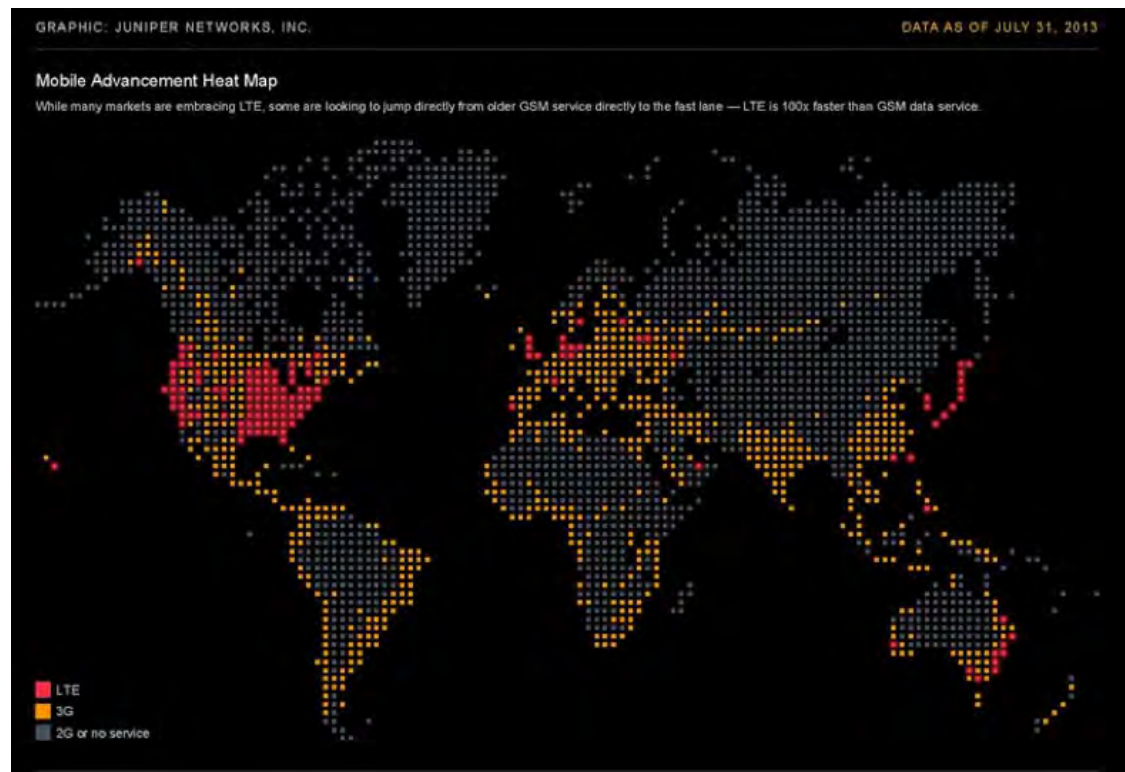 GRAPHIC: JUNIPER NETWORKS, INC.
DATA AS OF JULY 31, 2013
Mobile Advancement Heat Map
While many markets are embracing LTE, some are looking to jump directly from older GSM service directly to the fast lane — LTE is 100x faster than GSM data service.
LTE
3G
2G or no service